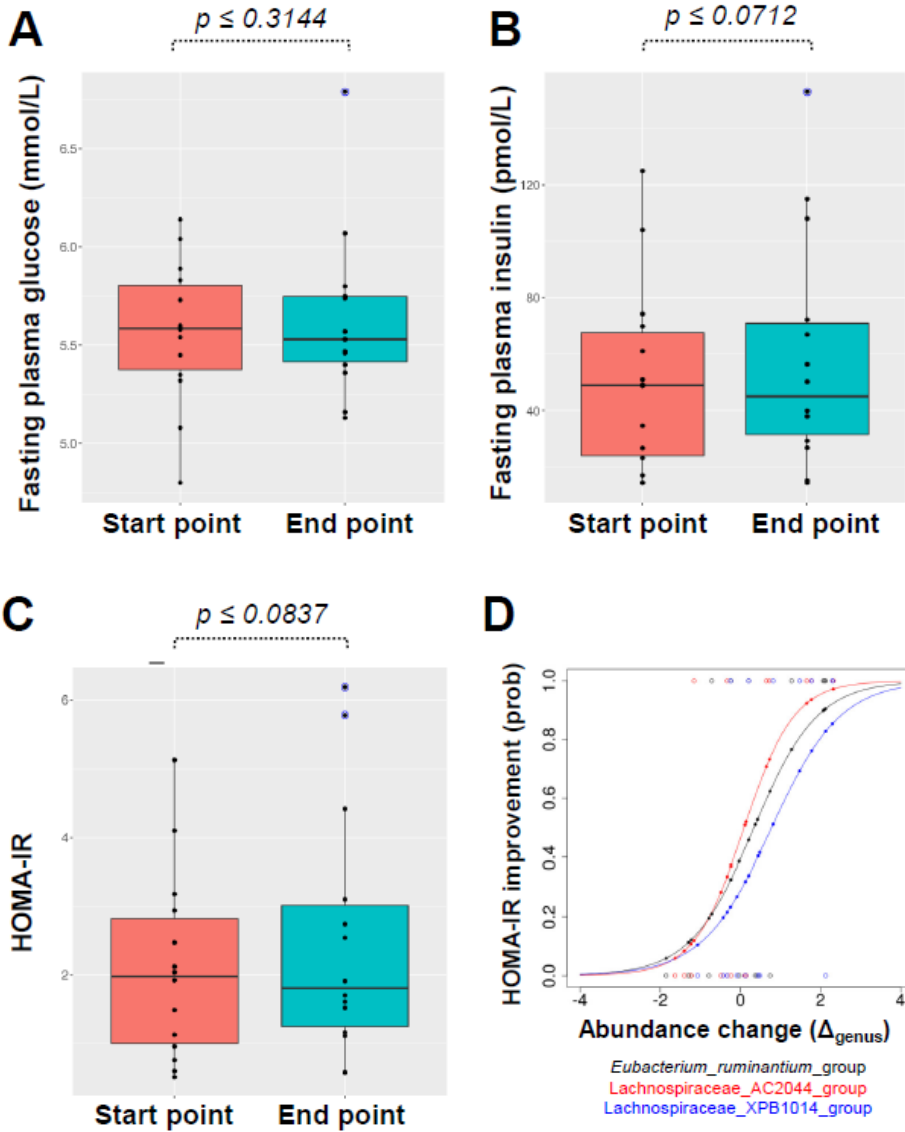 A
p ≤ 0.3144
Fasting plasma glucose (mmol/L)
6.5
6.0
5.5
5.0
Start point
End point
B
p ≤ 0.0712
Fasting plasma insulin (pmol/L)
120
80
40
Start point
End point
C
p ≤ 0.0837
HOMA-IR
6
4
2
Start point
End point
D
HOMA-IR improvement (prob)
1.0
0.8
0.6
0.4
0.2
0.0
-4
-2
0
2
4
Abundance change (Δgenus)
Eubacterium_ruminantium_group
Lachnospiraceae_AC2044_group
Lachnospiraceae_XPB1014_group